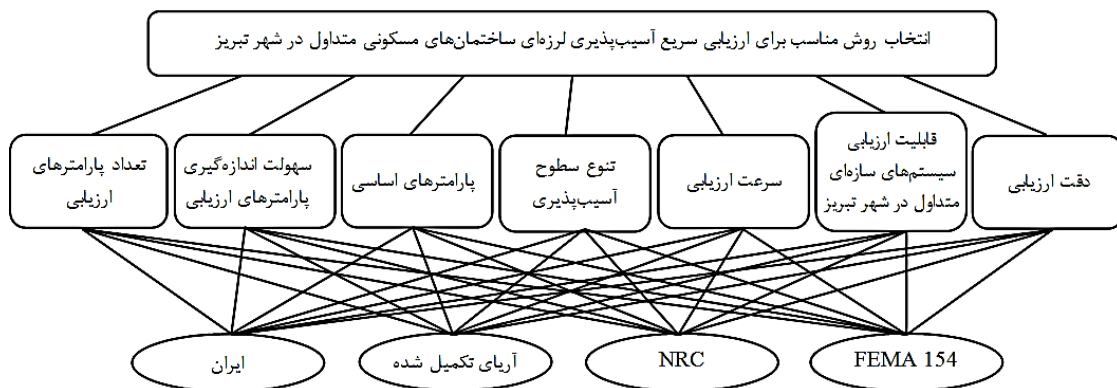 انتخاب روش مناسب برای ارزیابی سریع آسیب‌پذیری لرزه‌ای ساختمان‌های مسکونی متداول در شهر تبریز
دقت ارزیابی
قابلیت ارزیابی
سیستم‌های سازه‌ای
متداول در شهر تبریز
سرعت ارزیابی
تنوع سطوح
آسیب‌پذیری
پارامترهای اساسی
سهولت اندازه‌گیری
پارامترهای ارزیابی
تعداد پارامترهای
ارزیابی
FEMA 154
NRC
آریای تکمیل شده
ایران